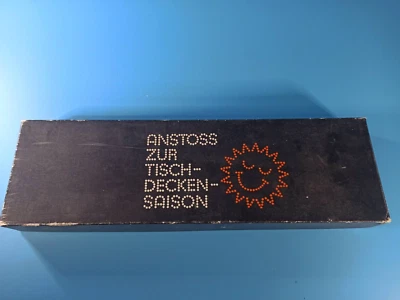 ANSTOSS
ZUR
TISCH-
DECKEN-
SAISON